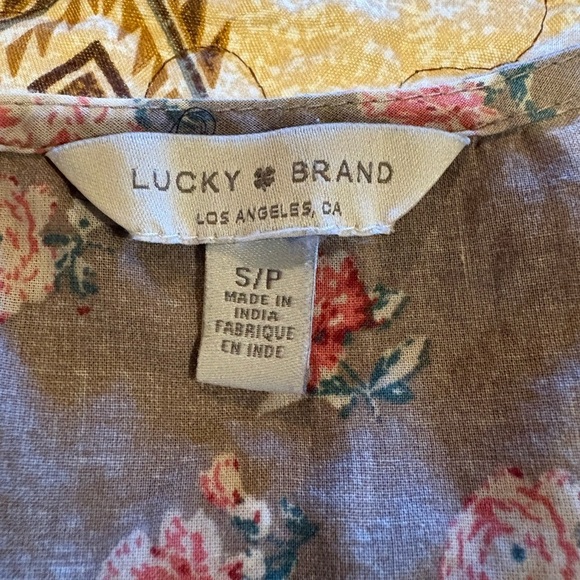 LUCKY BRAND
LOS ANGELES, CA
S/P
MADE IN
INDIA
FABRIQUE
EN INDE